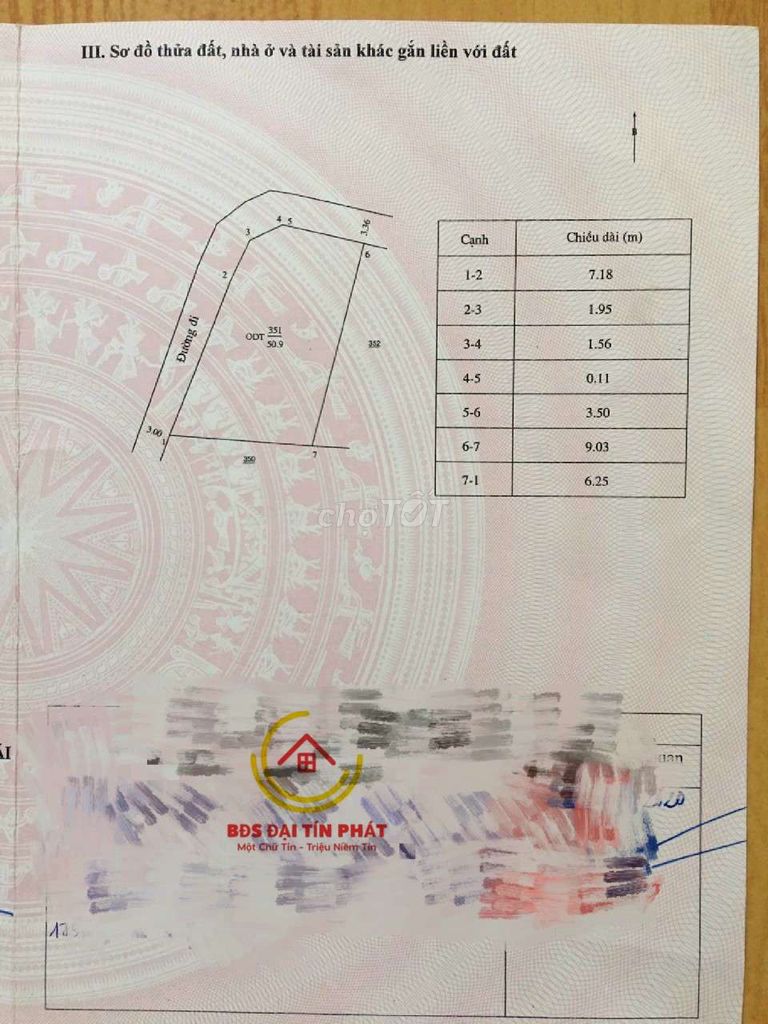 III. Sơ đồ thửa đất, nhà ở và tài sản khác gắn liền với đất
B
4 5
3
3.36
6
2
Đường đi
ODT 351
50.9
352
3.00
1
350
7
Cạnh Chiều dài (m)
1-2 7.18
2-3 1.95
3-4 1.56
4-5 0.11
5-6 3.50
6-7 9.03
7-1 6.25
chợTỐT
ÁI
uan
BĐS ĐẠI TÍN PHÁT
Một Chữ Tín - Triệu Niềm Tin